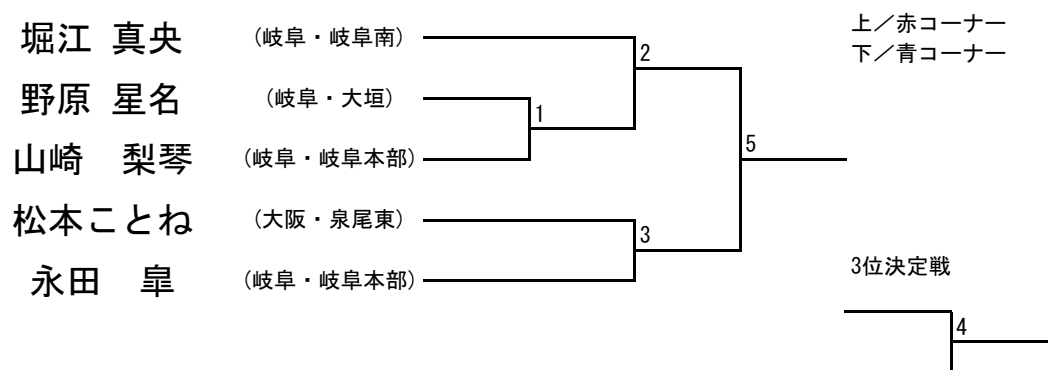 堀江 真央 (岐阜・岐阜南)
野原 星名 (岐阜・大垣)
山崎 梨琴 (岐阜・岐阜本部)
松本ことね (大阪・泉尾東)
永田 皐 (岐阜・岐阜本部)
1
2
3
5
上／赤コーナー
下／青コーナー
3位決定戦
4